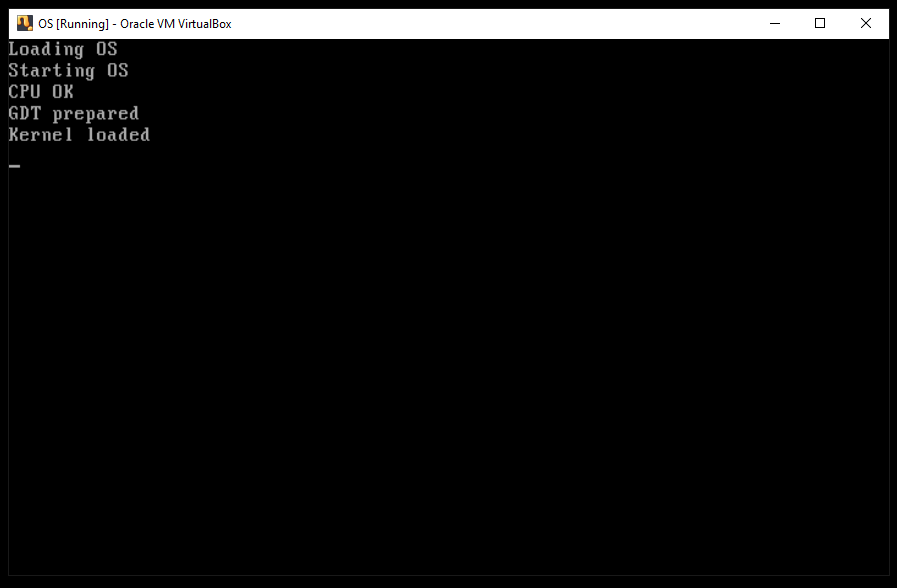 OS [Running] - Oracle VM VirtualBox
Loading OS
Starting OS
CPU OK
GDT prepared
Kernel loaded